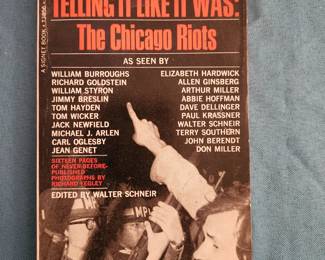 A SIGNET BOOK
TELLING IT LIKE IT WAS:
The Chicago Riots
AS SEEN BY
WILLIAM BURROUGHS
RICHARD GOLDSTEIN
WILLIAM STYRON
JIMMY BRESLIN
TOM HAYDEN
TOM WICKER
JACK NEWFIELD
MICHAEL J. ARLEN
CARL OGLESBY
JEAN GENET
ELIZABETH HARDWICK
ALLEN GINSBERG
ARTHUR MILLER
ABBIE HOFFMAN
DAVE DELLINGER
PAUL KRASSNER
WALTER SCHNEIR
TERRY SOUTHERN
JOHN BERENDT
DON MILLER
SIXTEEN PAGES
OF NEVER-BEFORE-
PUBLISHED
PHOTOGRAPHS BY
EDITED BY WALTER SCHNEIR
MP